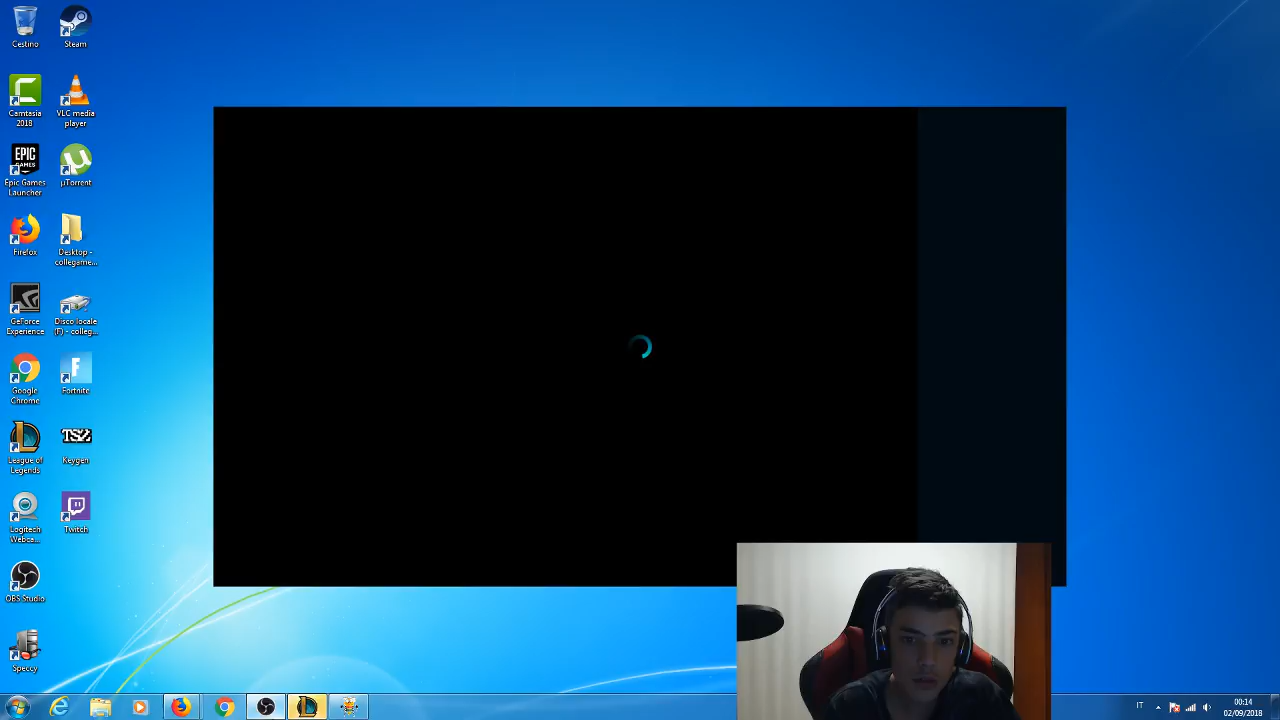 Cestino
Steam
Camtasia
2018
VLC media
player
EPIC
GAMES
Epic Games
Launcher
µTorrent
Firefox
Desktop -
collegame...
GeForce
Experience
Disco locale
(F) - colleg...
Google
Chrome
Fortnite
League of
Legends
Keygen
Logitech
Webca...
Twitch
OBS Studio
Speccy
IT
00:14
02/09/2018